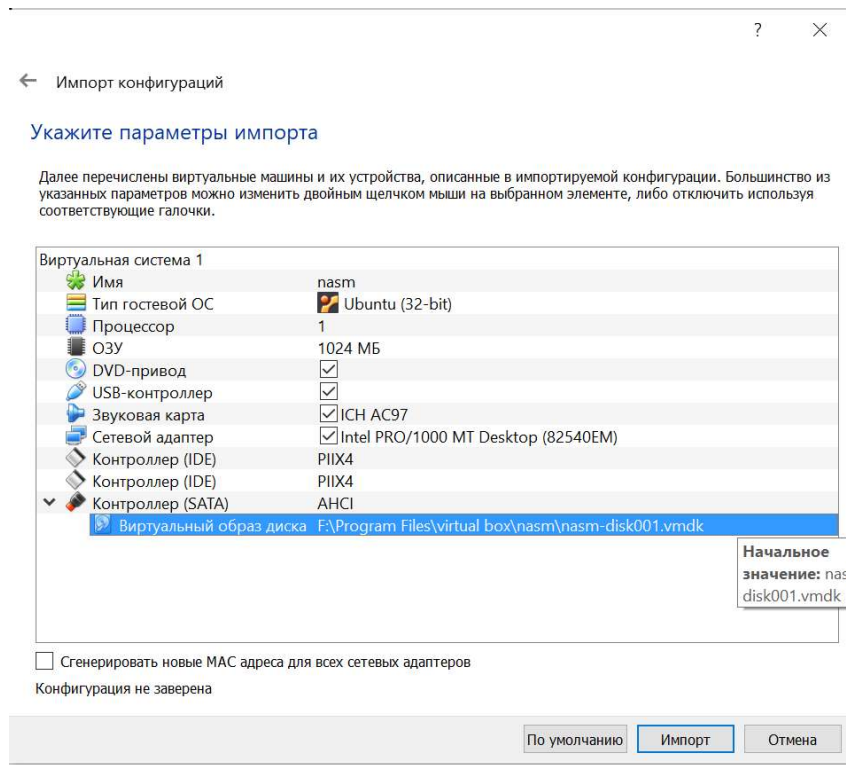 ?
Импорт конфигураций
Укажите параметры импорта
Далее перечислены виртуальные машины и их устройства, описанные в импортируемой конфигурации. Большинство из
указанных параметров можно изменить двойным щелчком мыши на выбранном элементе, либо отключить используя
соответствующие галочки.
Виртуальная система 1
Имя nasm
Тип гостевой ОС Ubuntu (32-bit)
Процессор 1
ОЗУ 1024 МБ
DVD-привод
USB-контроллер
Звуковая карта ICH AC97
Сетевой адаптер Intel PRO/1000 MT Desktop (82540EM)
Контроллер (IDE) PIIX4
Контроллер (IDE) PIIX4
Контроллер (SATA) AHCI
Виртуальный образ диска F:\Program Files\virtual box\nasm\nasm-disk001.vmdk
Начальное
значение: nas
disk001.vmdk
Сгенерировать новые MAC адреса для всех сетевых адаптеров
Конфигурация не заверена
По умолчанию Импорт Отмена